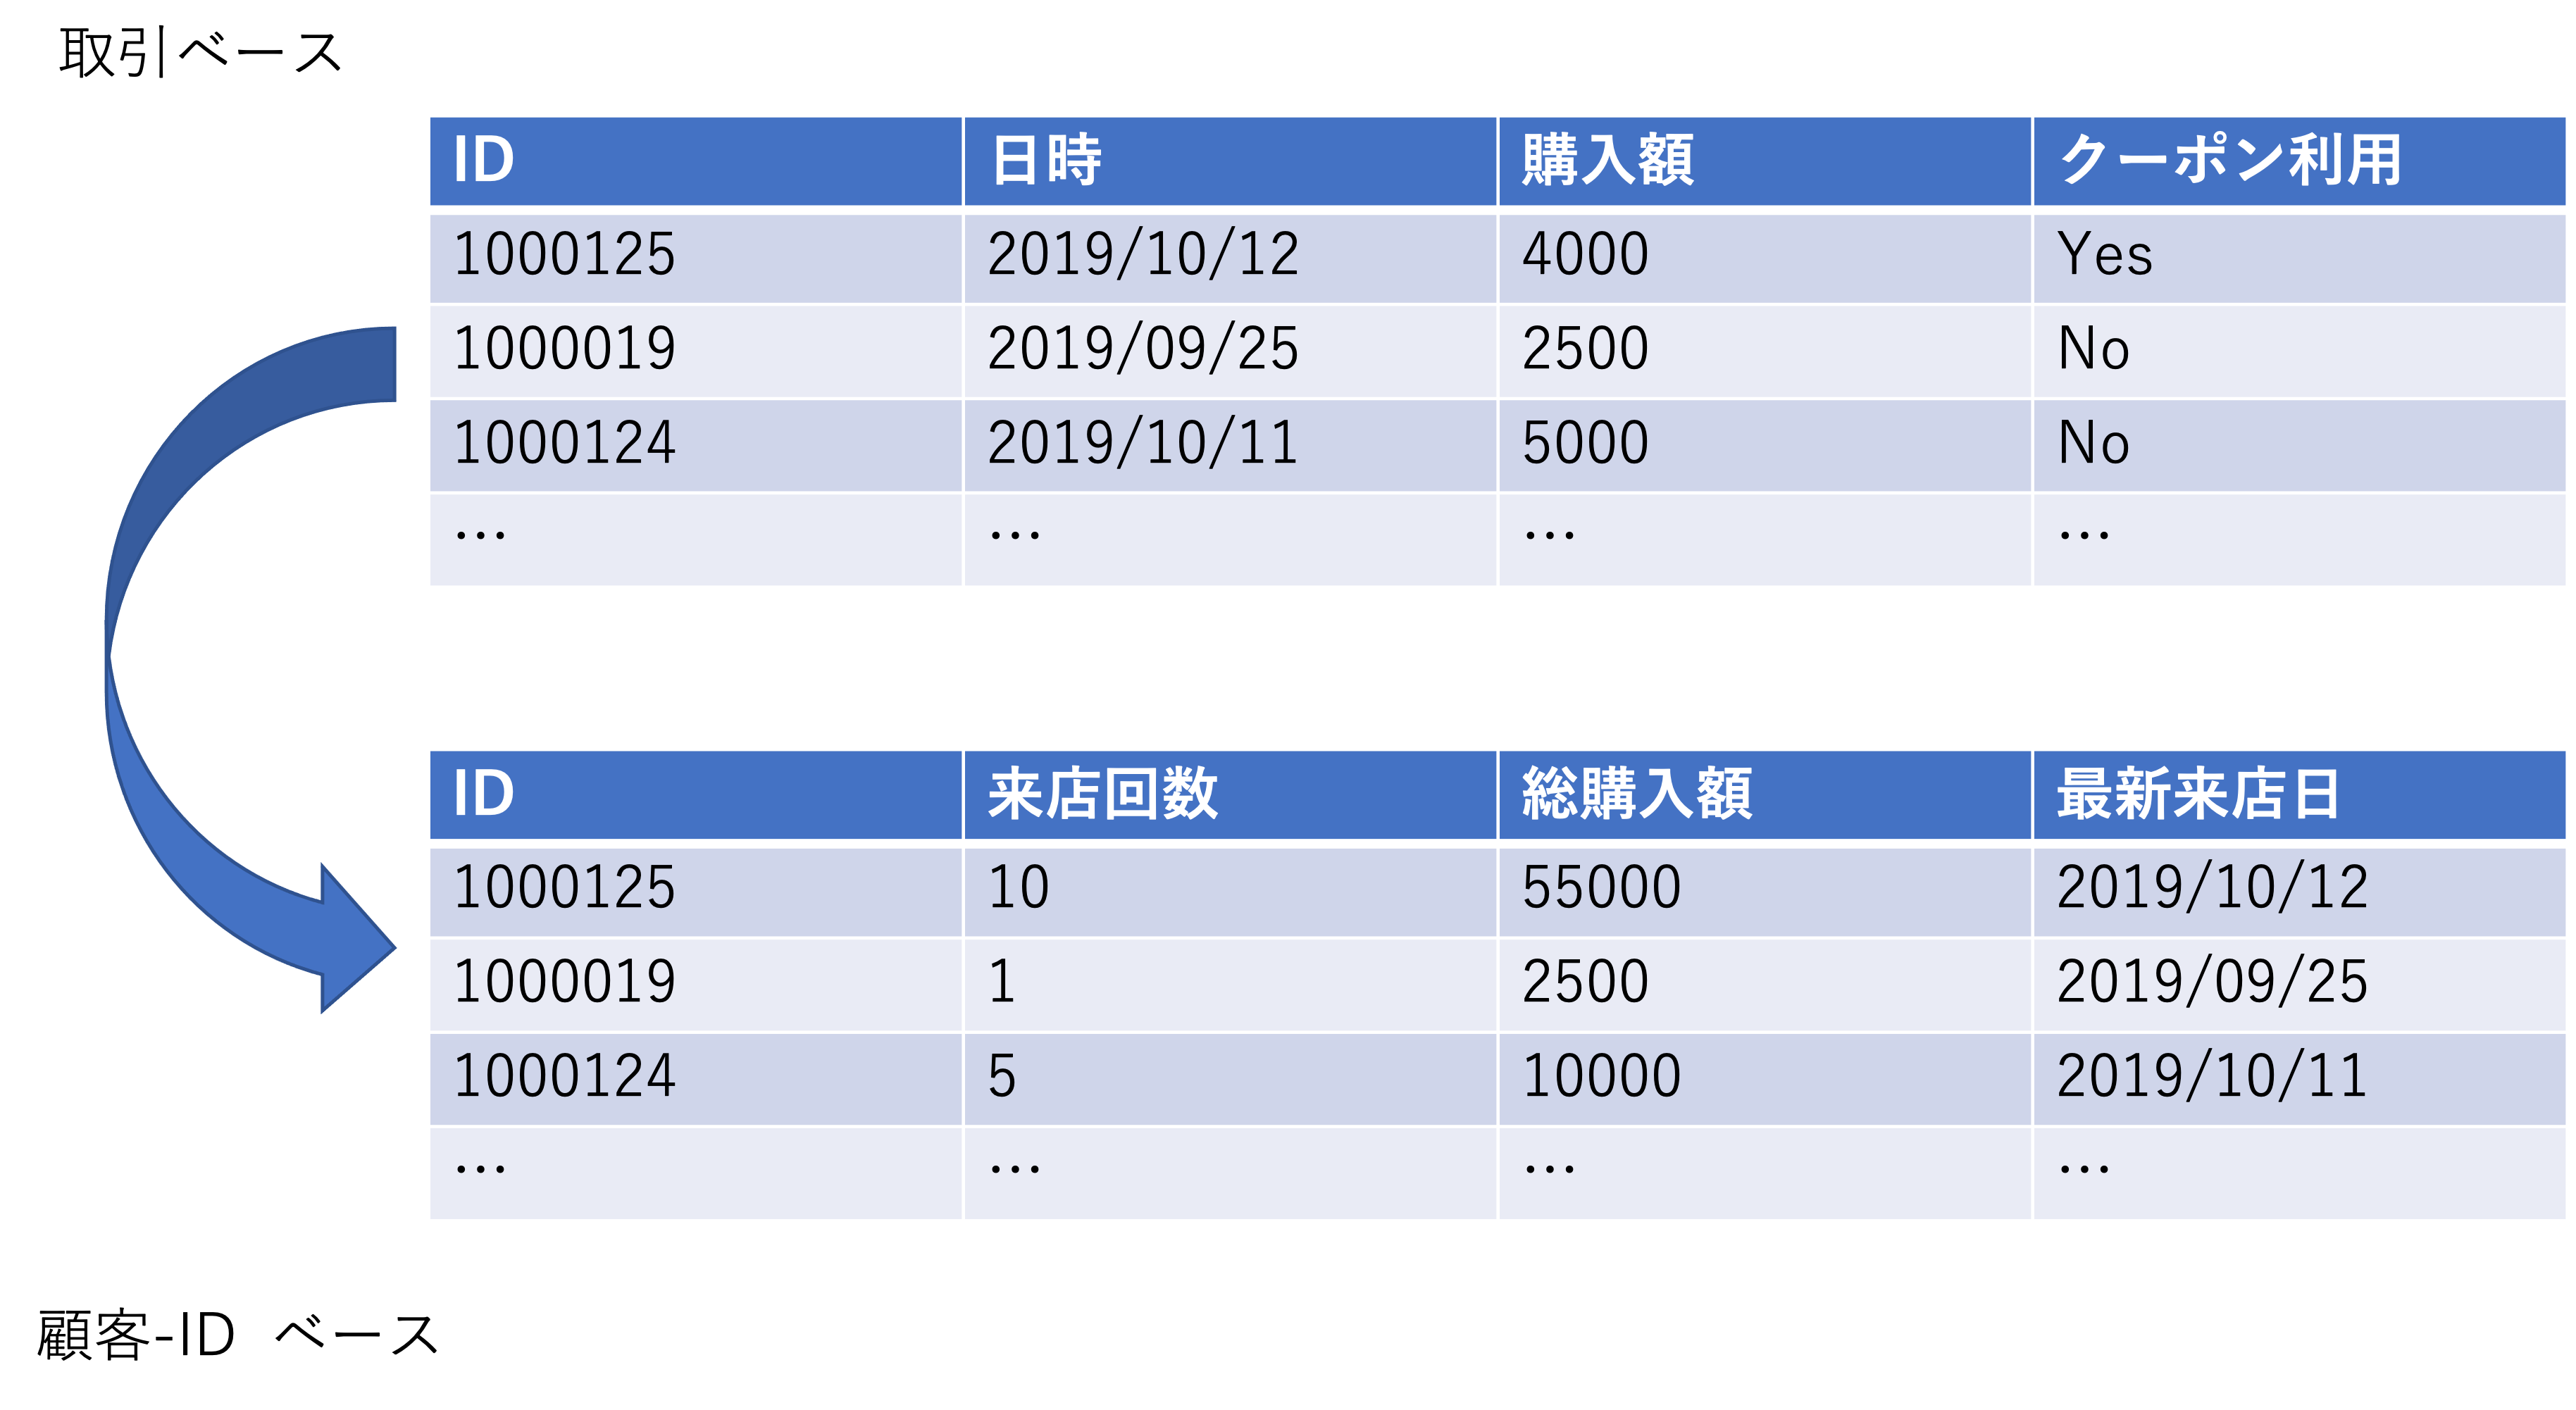 取引ベース
ID 日時 購入額 クーポン利用
1000125 2019/10/12 4000 Yes
1000019 2019/09/25 2500 No
1000124 2019/10/11 5000 No
… … … …
ID 来店回数 総購入額 最新来店日
1000125 10 55000 2019/10/12
1000019 1 2500 2019/09/25
1000124 5 10000 2019/10/11
… … … …
顧客-ID ベース